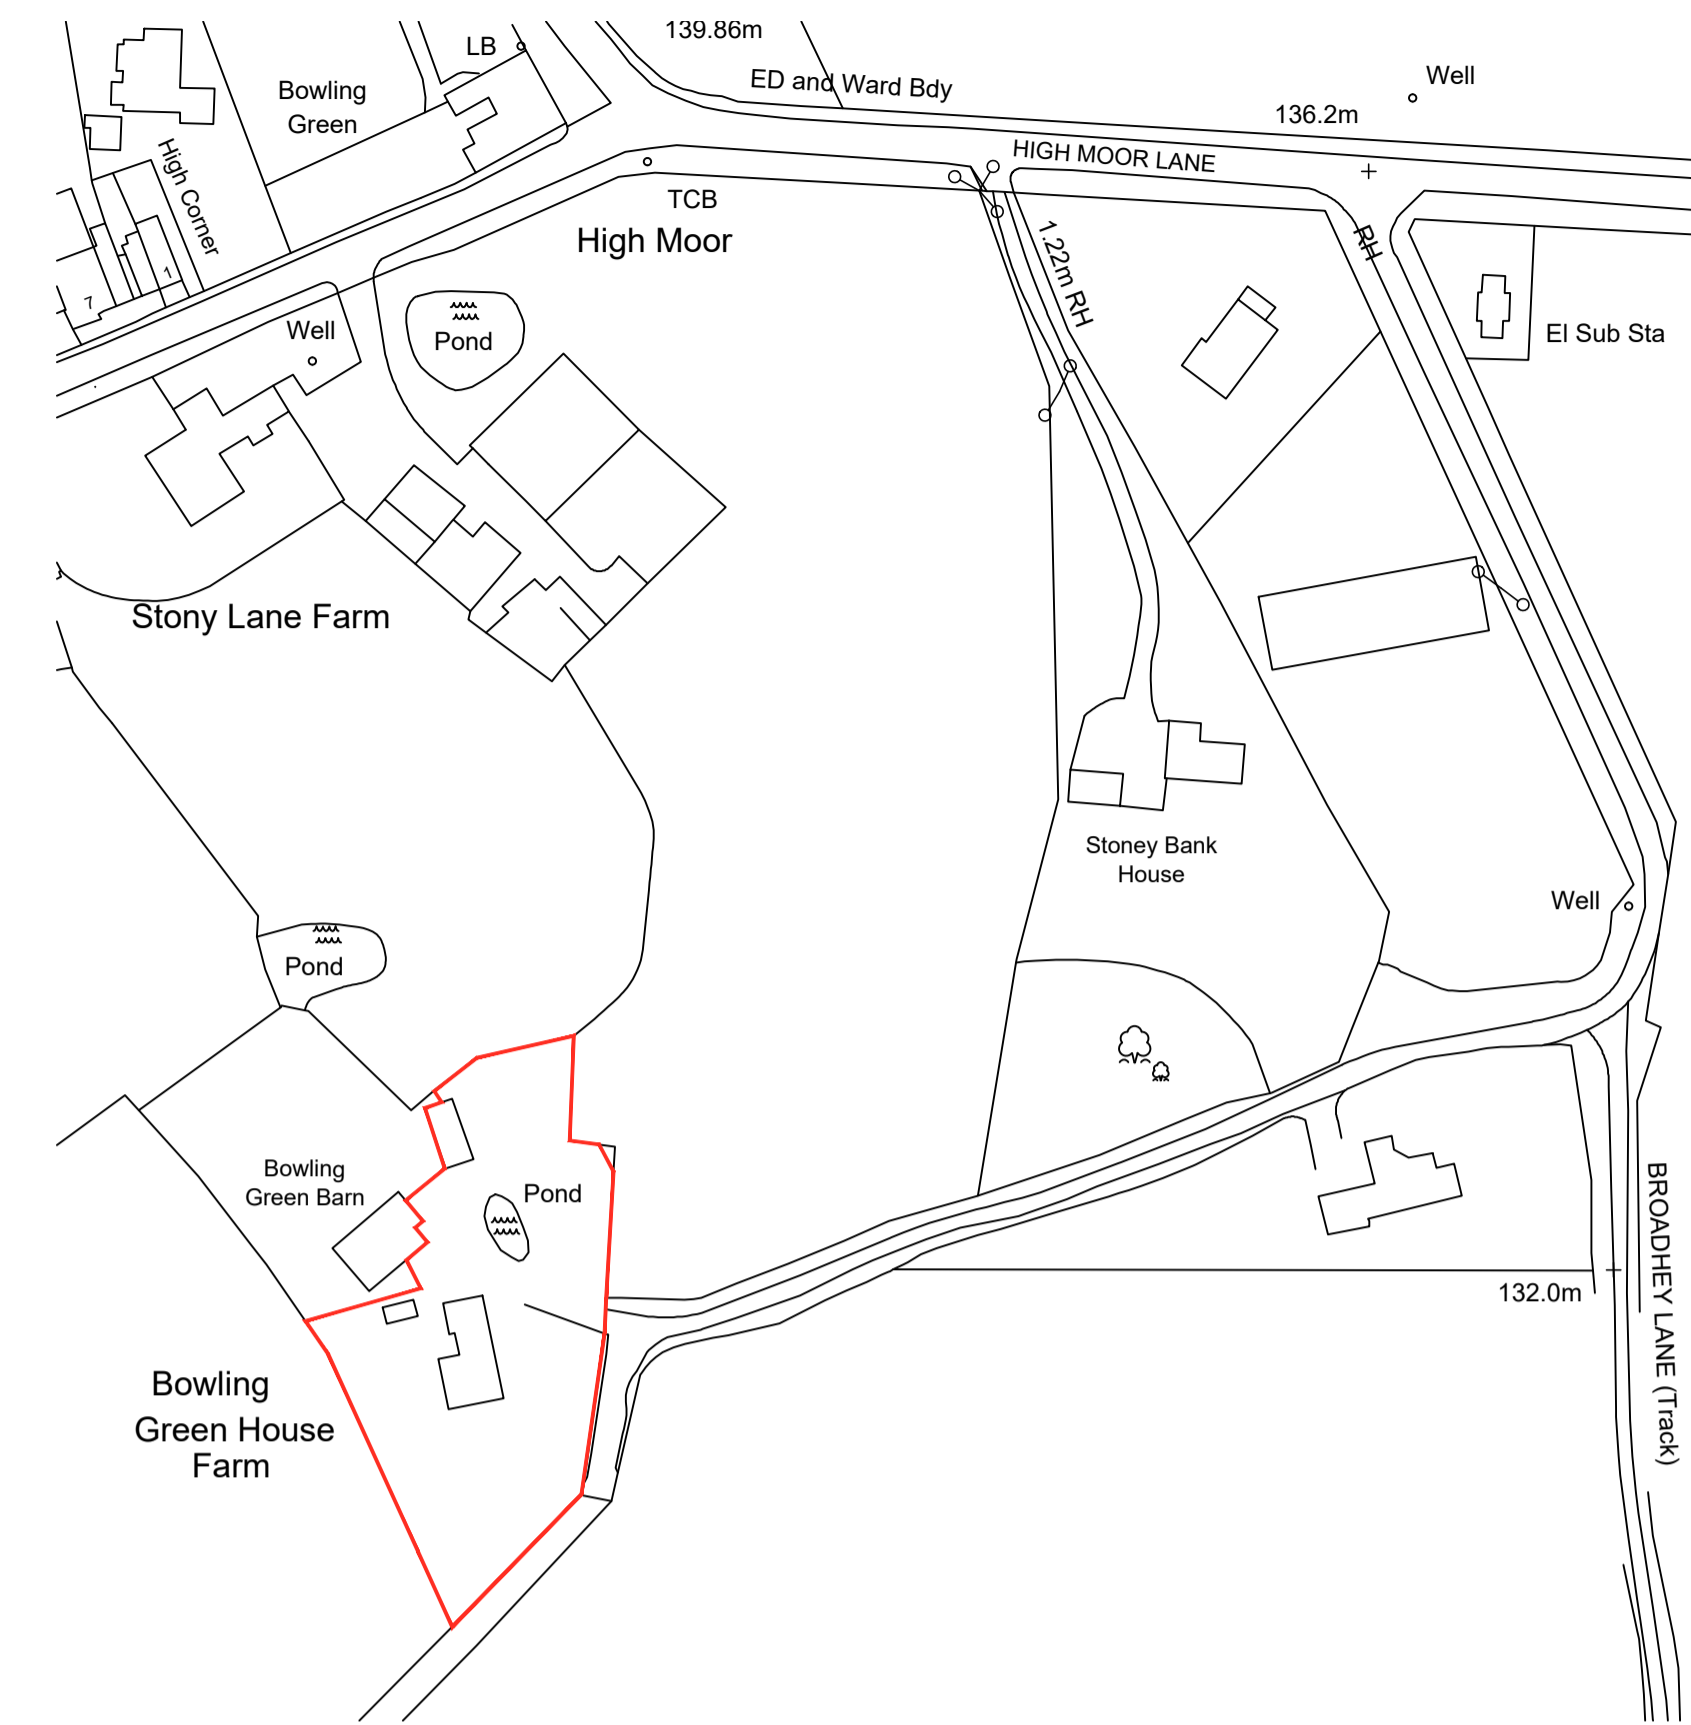 139.86m
LB
ED and Ward Bdy
Well
Bowling
Green
136.2m
HIGH MOOR LANE
High Corner
TCB
High Moor
1.22m RH
RH
1
7
Well
Pond
El Sub Sta
Stony Lane Farm
Stoney Bank
House
Well
Pond
Bowling
Green Barn
Pond
BROADHEY LANE (Track)
132.0m
Bowling
Green House
Farm